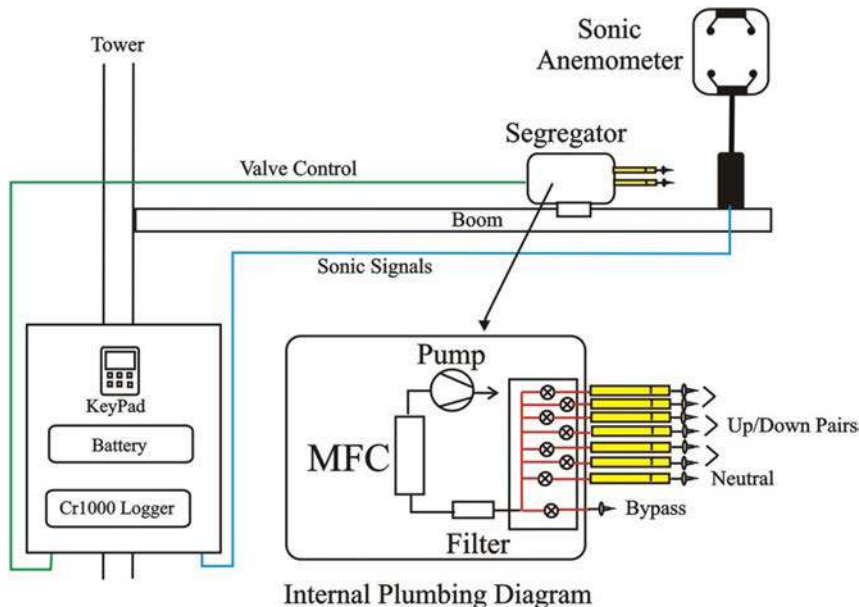 Tower
Sonic
Anemometer
Segregator
Valve Control
Boom
Sonic Signals
KeyPad
Battery
Cr1000 Logger
Pump
MFC
Filter
Up/Down Pairs
Neutral
Bypass
Internal Plumbing Diagram